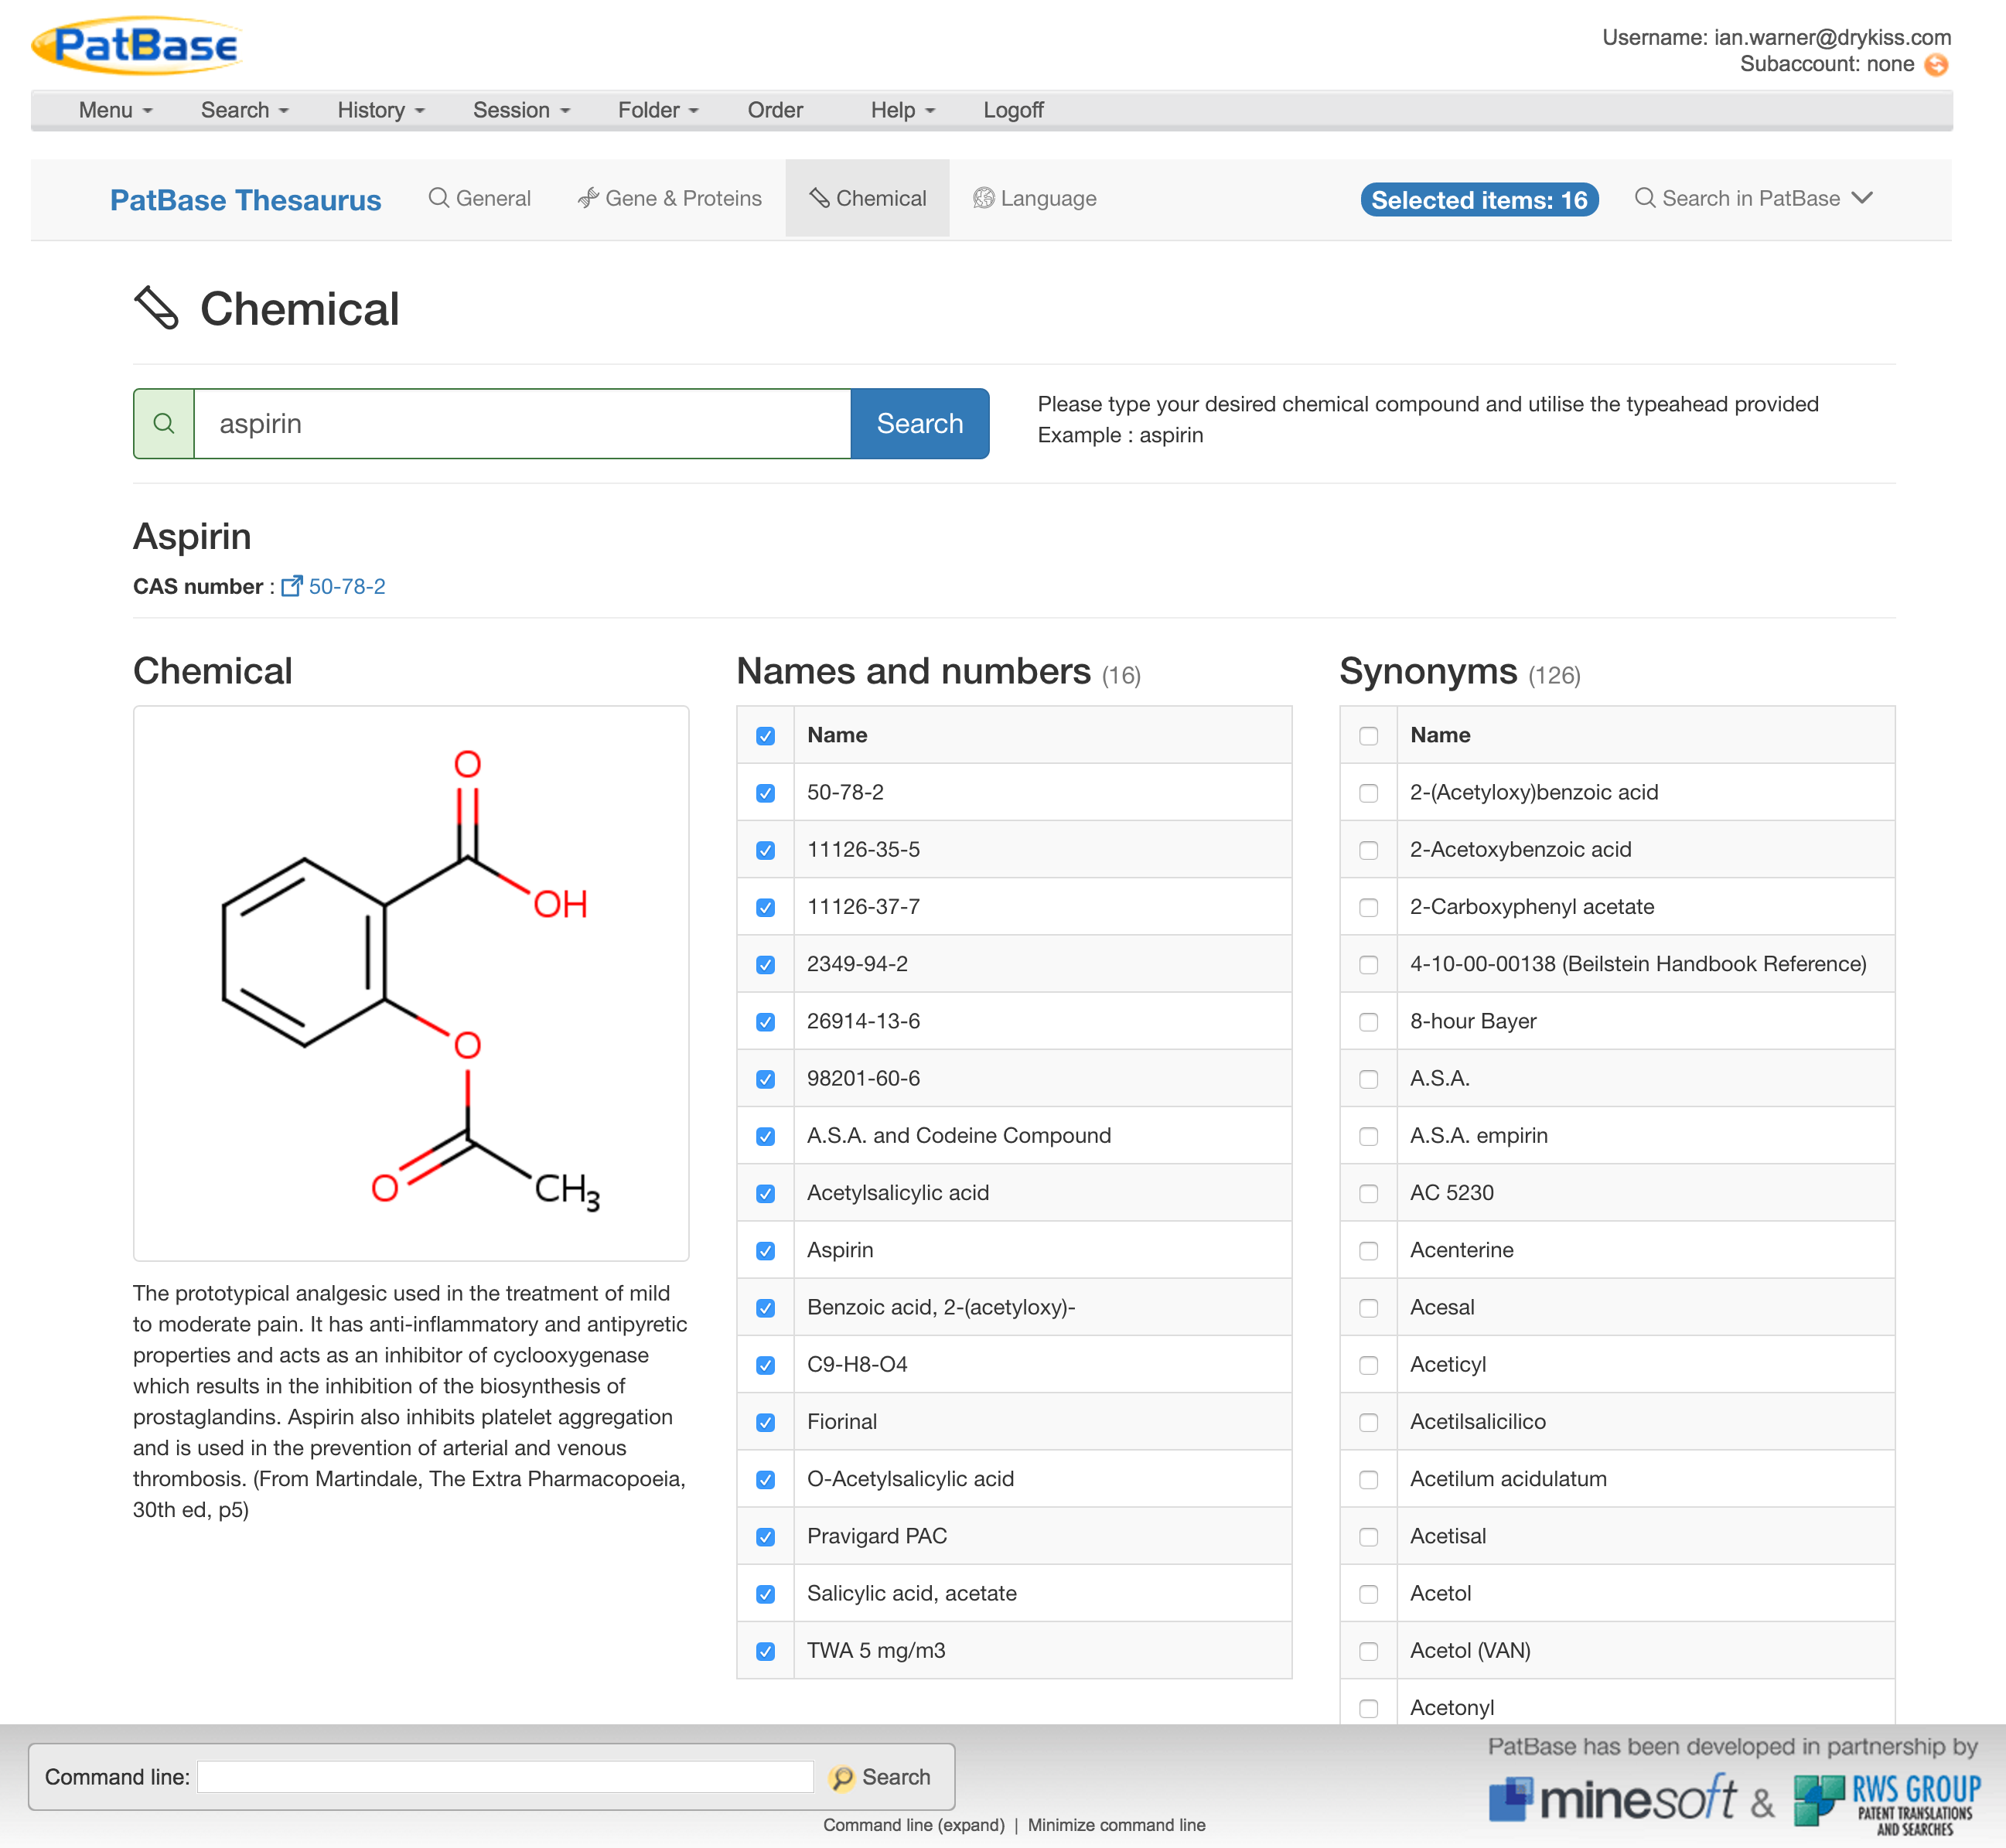 PatBase
Username: ian.warner@drykiss.com
Subaccount: none
Menu Search History Session Folder Order Help Logoff
PatBase Thesaurus General Gene & Proteins Chemical Language Selected items: 16 Search in PatBase
Chemical
aspirin Search
Please type your desired chemical compound and utilise the typeahead provided
Example : aspirin
Aspirin
CAS number : 50-78-2
Chemical
O
OH
O
O
CH3
The prototypical analgesic used in the treatment of mild
to moderate pain. It has anti-inflammatory and antipyretic
properties and acts as an inhibitor of cyclooxygenase
which results in the inhibition of the biosynthesis of
prostaglandins. Aspirin also inhibits platelet aggregation
and is used in the prevention of arterial and venous
thrombosis. (From Martindale, The Extra Pharmacopoeia,
30th ed, p5)
Names and numbers (16)
Name
50-78-2
11126-35-5
11126-37-7
2349-94-2
26914-13-6
98201-60-6
A.S.A. and Codeine Compound
Acetylsalicylic acid
Aspirin
Benzoic acid, 2-(acetyloxy)-
C9-H8-O4
Fiorinal
O-Acetylsalicylic acid
Pravigard PAC
Salicylic acid, acetate
TWA 5 mg/m3
Synonyms (126)
Name
2-(Acetyloxy)benzoic acid
2-Acetoxybenzoic acid
2-Carboxyphenyl acetate
4-10-00-00138 (Beilstein Handbook Reference)
8-hour Bayer
A.S.A.
A.S.A. empirin
AC 5230
Acenterine
Acesal
Aceticyl
Acetilsalicilico
Acetilum acidulatum
Acetisal
Acetol
Acetol (VAN)
Acetonyl
Command line: Search
Command line (expand) | Minimize command line
PatBase has been developed in partnership by
minesoft & RWS GROUP
PATENT TRANSLATIONS
AND SEARCHES